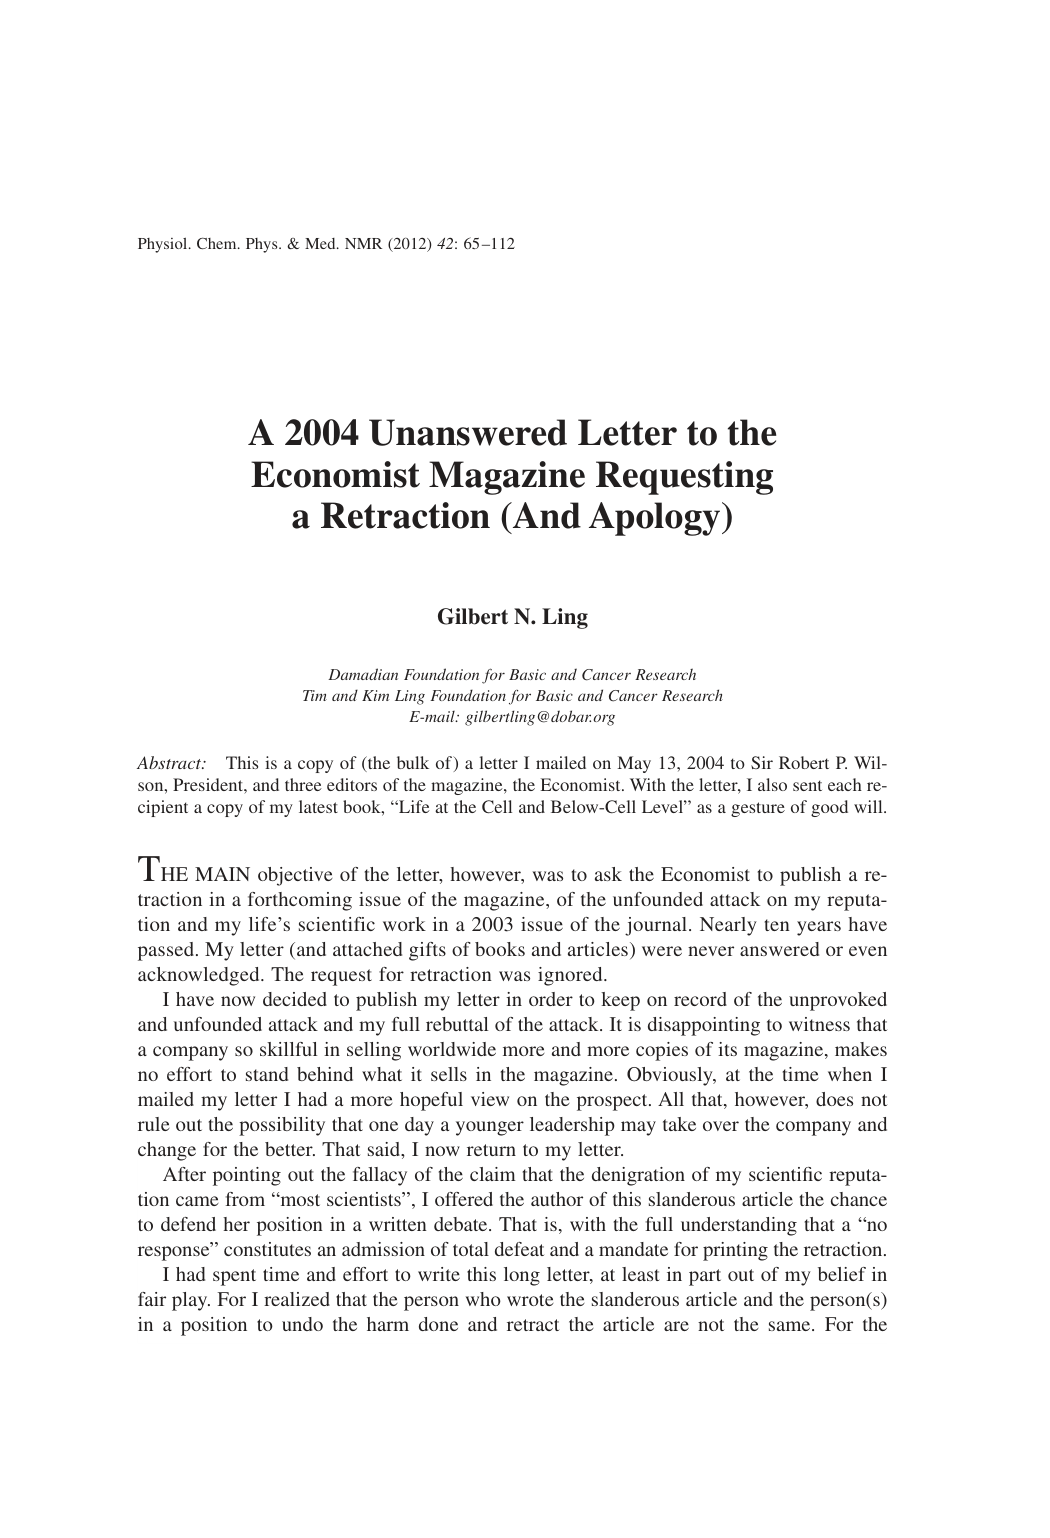 Physiol. Chem. Phys. & Med. NMR (2012) 42: 65–112
A 2004 Unanswered Letter to the
Economist Magazine Requesting
a Retraction (And Apology)
Gilbert N. Ling
Damadian Foundation for Basic and Cancer Research
Tim and Kim Ling Foundation for Basic and Cancer Research
E-mail: gilbertling@dobar.org
Abstract: This is a copy of (the bulk of) a letter I mailed on May 13, 2004 to Sir Robert P. Wil-
son, President, and three editors of the magazine, the Economist. With the letter, I also sent each re-
cipient a copy of my latest book, “Life at the Cell and Below-Cell Level” as a gesture of good will.
THE MAIN objective of the letter, however, was to ask the Economist to publish a re-
traction in a forthcoming issue of the magazine, of the unfounded attack on my reputa-
tion and my life’s scientific work in a 2003 issue of the journal. Nearly ten years have
passed. My letter (and attached gifts of books and articles) were never answered or even
acknowledged. The request for retraction was ignored.
I have now decided to publish my letter in order to keep on record of the unprovoked
and unfounded attack and my full rebuttal of the attack. It is disappointing to witness that
a company so skillful in selling worldwide more and more copies of its magazine, makes
no effort to stand behind what it sells in the magazine. Obviously, at the time when I
mailed my letter I had a more hopeful view on the prospect. All that, however, does not
rule out the possibility that one day a younger leadership may take over the company and
change for the better. That said, I now return to my letter.
After pointing out the fallacy of the claim that the denigration of my scientific reputa-
tion came from “most scientists”, I offered the author of this slanderous article the chance
to defend her position in a written debate. That is, with the full understanding that a “no
response” constitutes an admission of total defeat and a mandate for printing the retraction.
I had spent time and effort to write this long letter, at least in part out of my belief in
fair play. For I realized that the person who wrote the slanderous article and the person(s)
in a position to undo the harm done and retract the article are not the same. For the